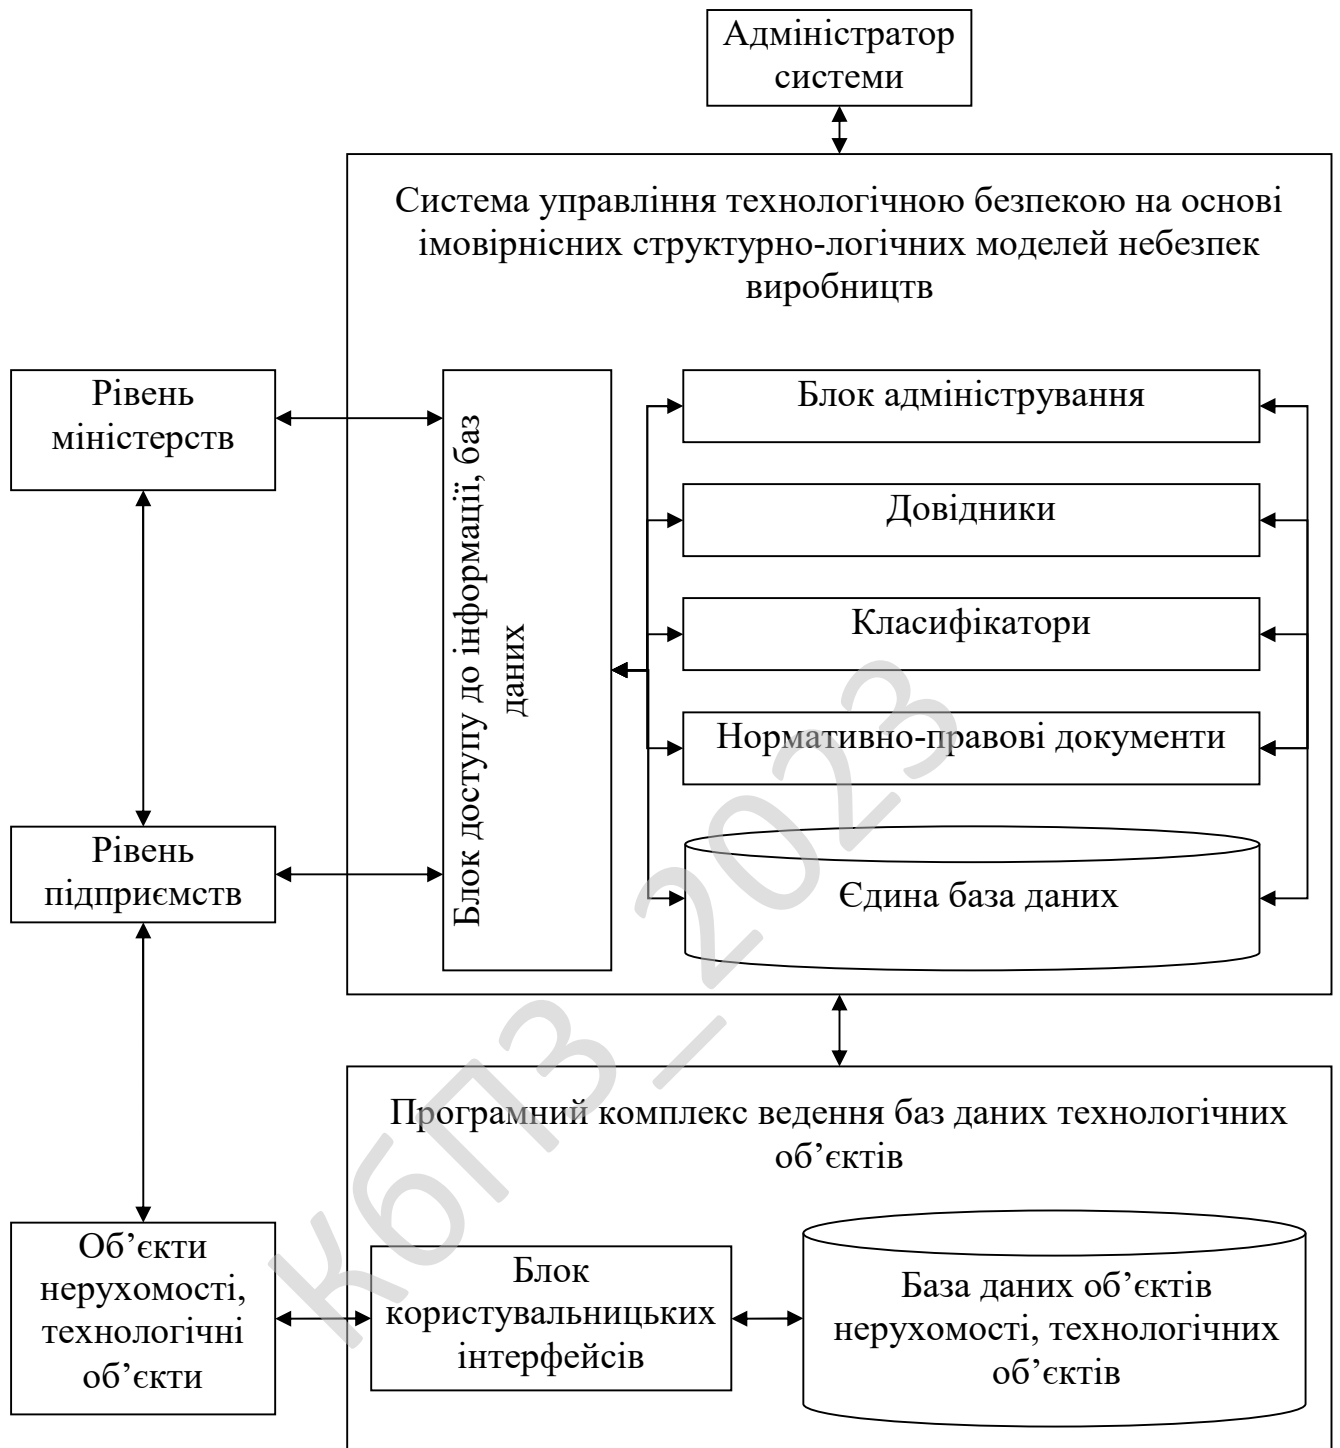 Адміністратор
системи
Система управління технологічною безпекою на основі
імовірнісних структурно-логічних моделей небезпек
виробництв
Рівень
міністерств
Блок доступу до інформації, баз
даних
Блок адміністрування
Довідники
Класифікатори
Нормативно-правові документи
Єдина база даних
Рівень
підприємств
Програмний комплекс ведення баз даних технологічних
об’єктів
Об’єкти
нерухомості,
технологічні
об’єкти
Блок
користувальницьких
інтерфейсів
База даних об’єктів
нерухомості, технологічних
об’єктів
КбПЗ_2023